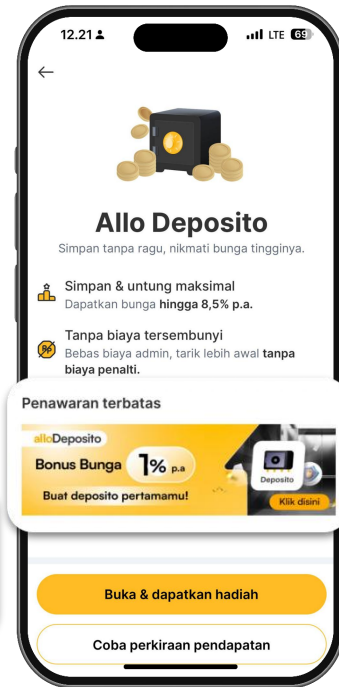 12.21
LTE 69
Allo Deposito
Simpan tanpa ragu, nikmati bunga tingginya.
Simpan & untung maksimal
Dapatkan bunga hingga 8,5% p.a.
Rp
Tanpa biaya tersembunyi
Bebas biaya admin, tarik lebih awal tanpa
biaya penalti.
Penawaran terbatas
alloDeposito
Bonus Bunga 1% p.a
Buat deposito pertamamu!
Deposito
Klik disini
Buka & dapatkan hadiah
Coba perkiraan pendapatan